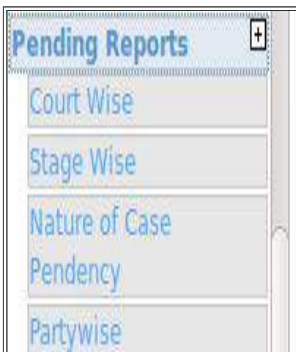 Pending Reports
Court Wise
Stage Wise
Nature of Case
Pendency
Partywise